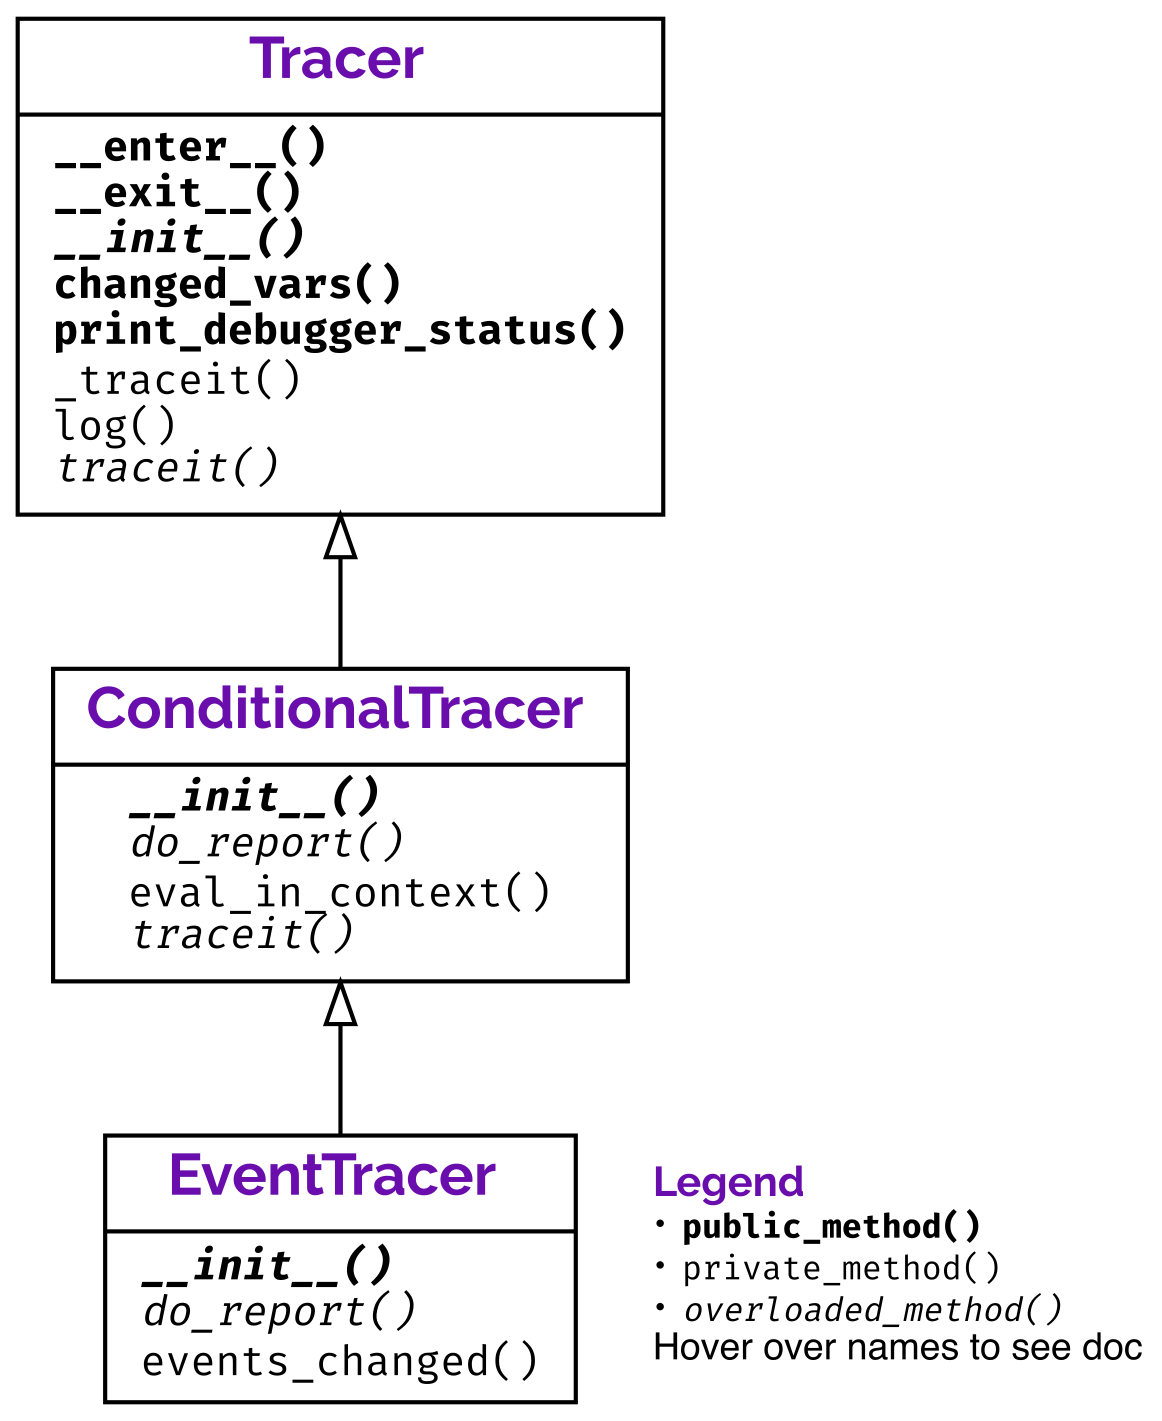 Tracer
__enter__()
__exit__()
__init__()
changed_vars()
print_debugger_status()
_traceit()
log()
traceit()
ConditionalTracer
__init__()
do_report()
eval_in_context()
traceit()
EventTracer
__init__()
do_report()
events_changed()
Legend
• public_method()
• private_method()
• overloaded_method()
Hover over names to see doc